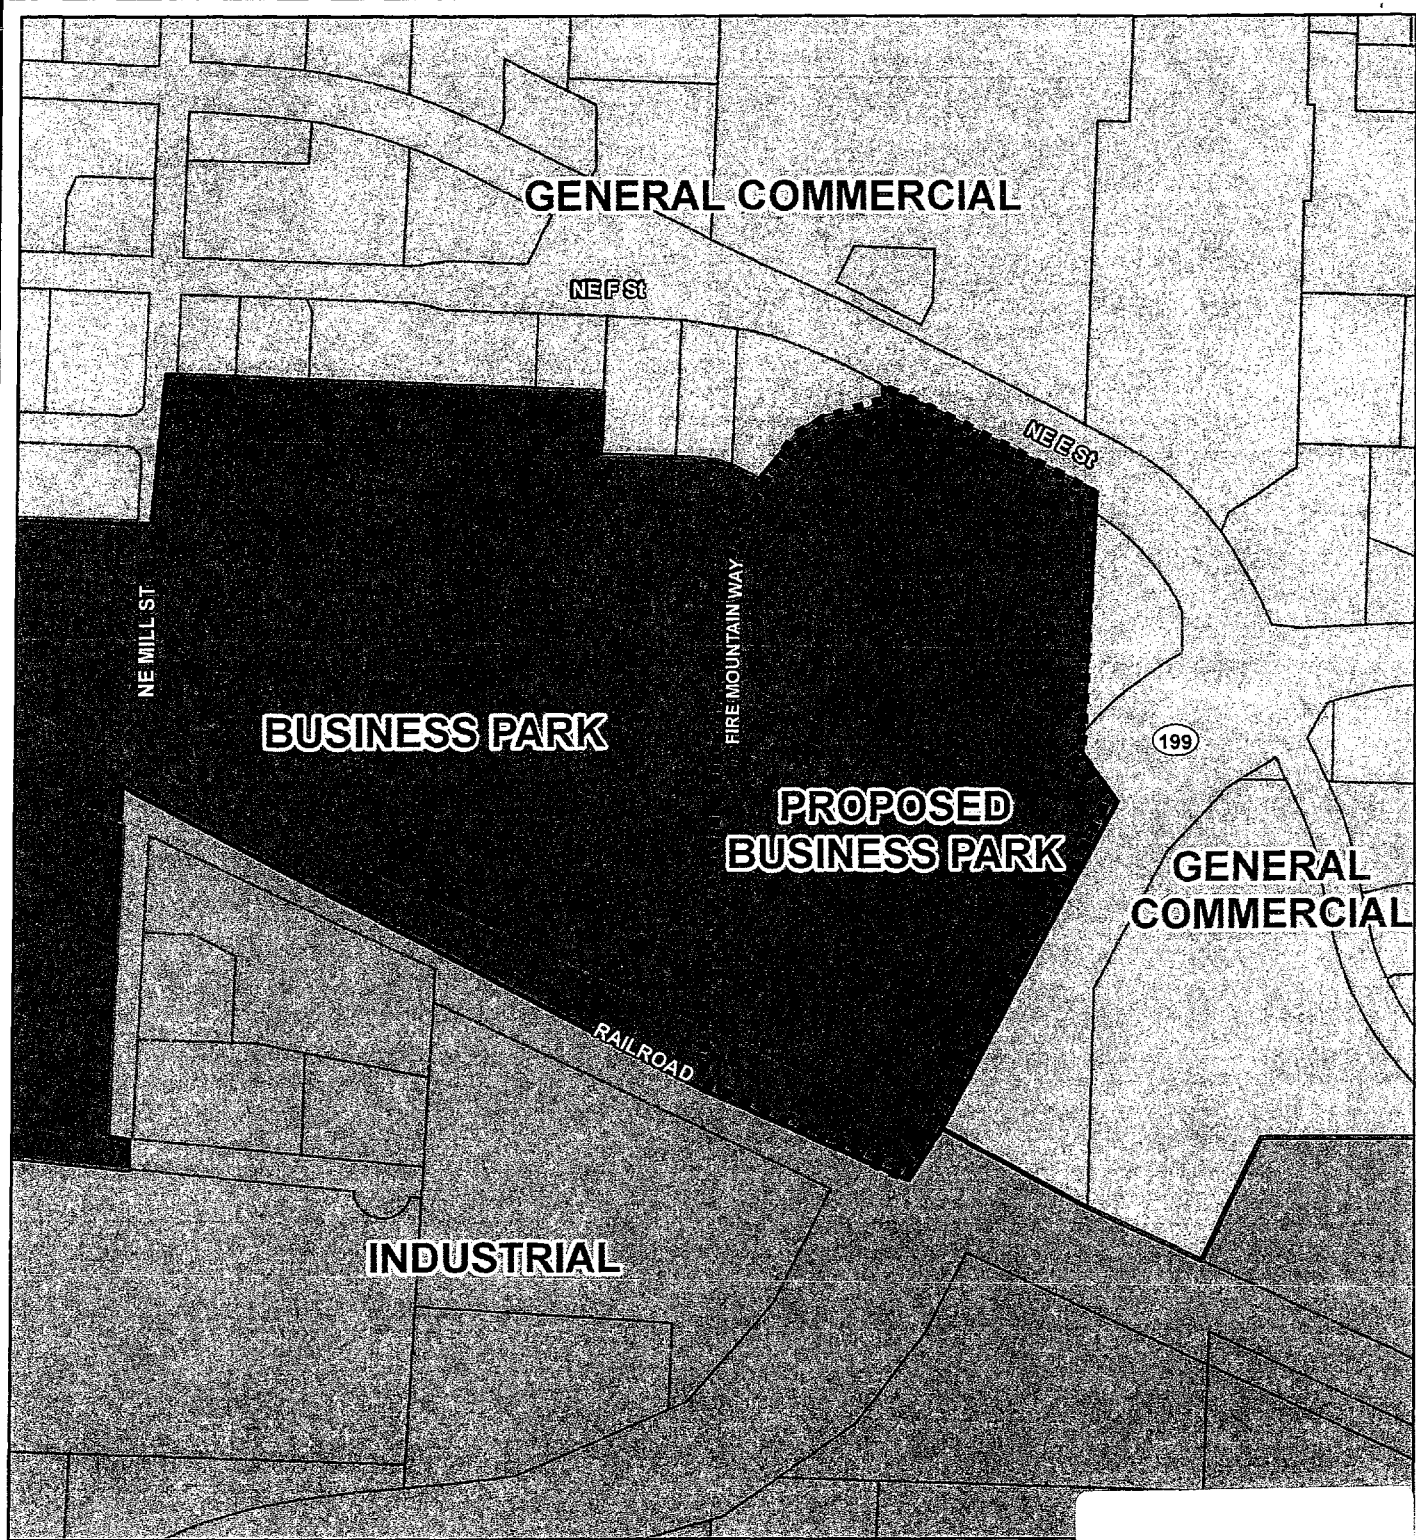 GENERAL COMMERCIAL
NE F St
NE E St
NE MILL ST
FIRE MOUNTAIN WAY
BUSINESS PARK
199
PROPOSED
BUSINESS PARK
GENERAL
COMMERCIAL
RAILROAD
INDUSTRIAL